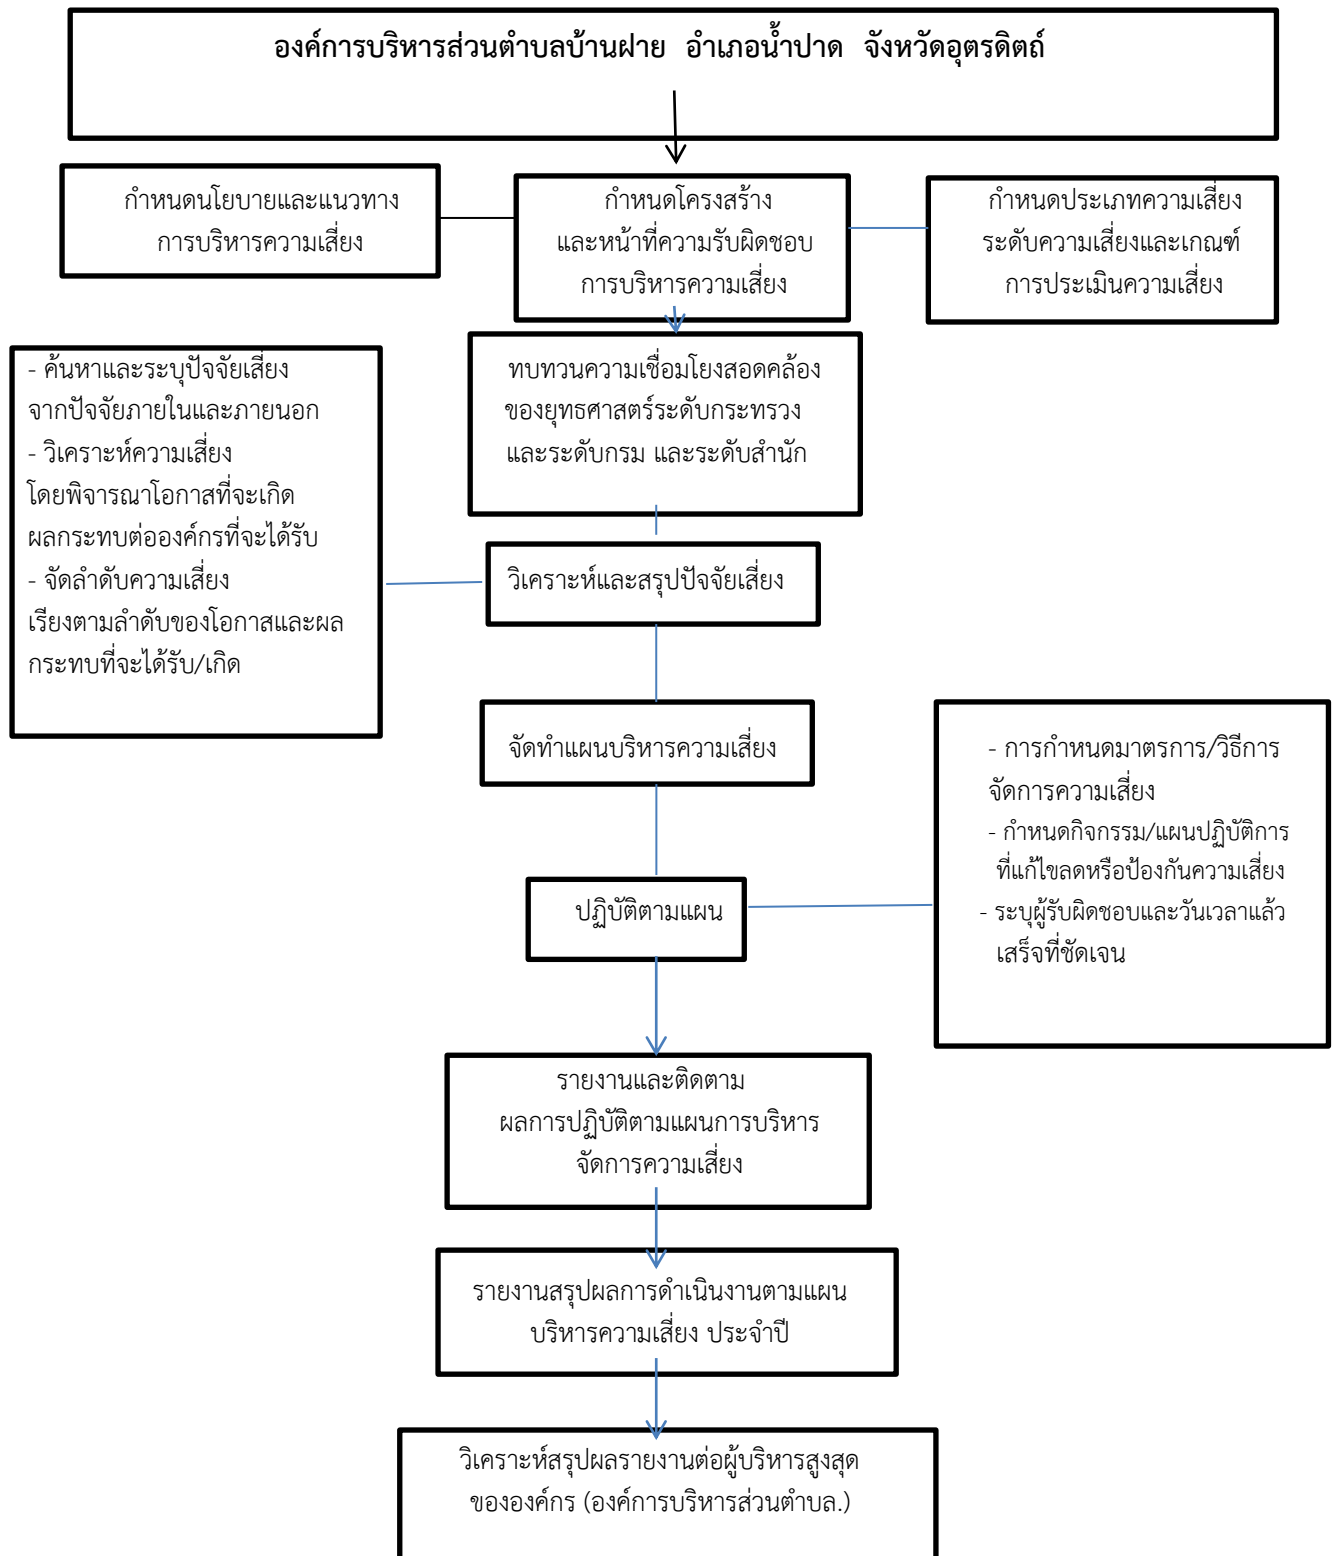 องค์การบริหารส่วนตำบลบ้านฝาย อำเภอน้ำปาด จังหวัดอุตรดิตถ์
กำหนดนโยบายและแนวทาง
การบริหารความเสี่ยง
กำหนดโครงสร้าง
และหน้าที่ความรับผิดชอบ
การบริหารความเสี่ยง
กำหนดประเภทความเสี่ยง
ระดับความเสี่ยงและเกณฑ์
การประเมินความเสี่ยง
ทบทวนความเชื่อมโยงสอดคล้อง
ของยุทธศาสตร์ระดับกระทรวง
และระดับกรม และระดับสำนัก
- ค้นหาและระบุปัจจัยเสี่ยง
จากปัจจัยภายในและภายนอก
- วิเคราะห์ความเสี่ยง
โดยพิจารณาโอกาสที่จะเกิด
ผลกระทบต่อองค์กรที่จะได้รับ
- จัดลำดับความเสี่ยง
เรียงตามลำดับของโอกาสและผล
กระทบที่จะได้รับ/เกิด
วิเคราะห์และสรุปปัจจัยเสี่ยง
จัดทำแผนบริหารความเสี่ยง
- การกำหนดมาตรการ/วิธีการ
จัดการความเสี่ยง
- กำหนดกิจกรรม/แผนปฏิบัติการ
ที่แก้ไขลดหรือป้องกันความเสี่ยง
- ระบุผู้รับผิดชอบและวันเวลาแล้ว
เสร็จที่ชัดเจน
ปฏิบัติตามแผน
รายงานและติดตาม
ผลการปฏิบัติตามแผนการบริหาร
จัดการความเสี่ยง
รายงานสรุปผลการดำเนินงานตามแผน
บริหารความเสี่ยง ประจำปี
วิเคราะห์สรุปผลรายงานต่อผู้บริหารสูงสุด
ขององค์กร (องค์การบริหารส่วนตำบล.)